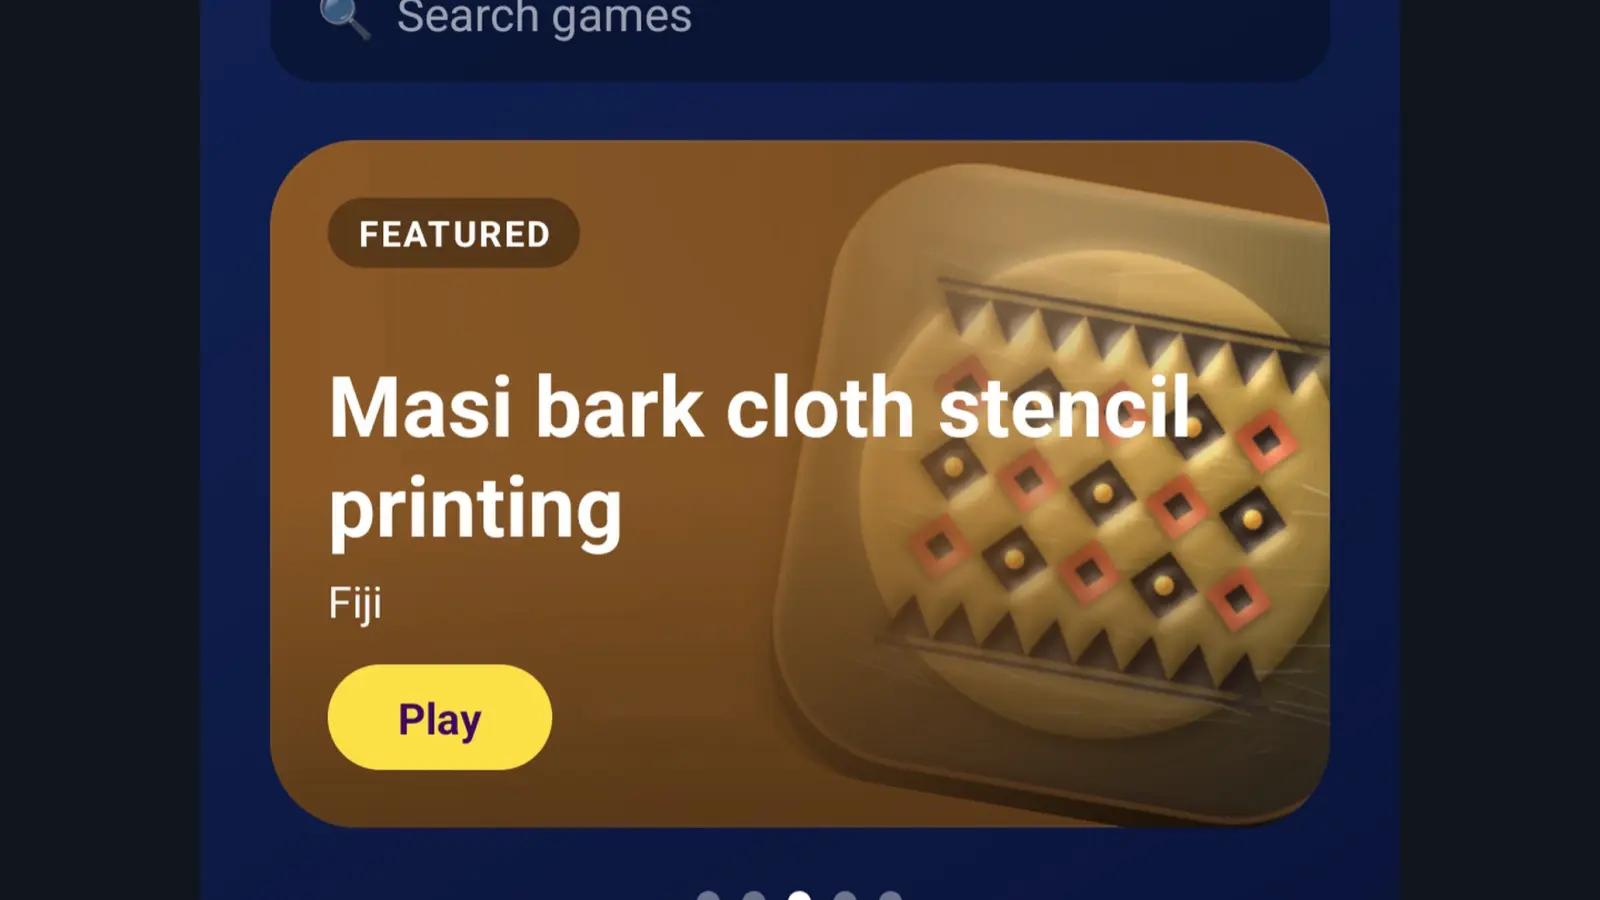 Search games
FEATURED
Masi bark cloth stencil
printing
Fiji
Play